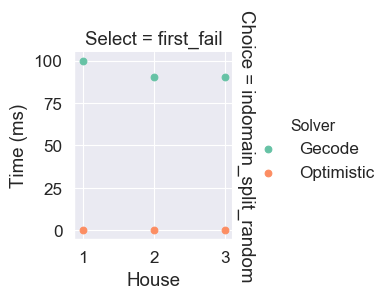 Select = first_fail
Choice = indomain_split_random
Time (ms)
100
75
50
25
0
1 2 3
House
Solver
Gecode
Optimistic